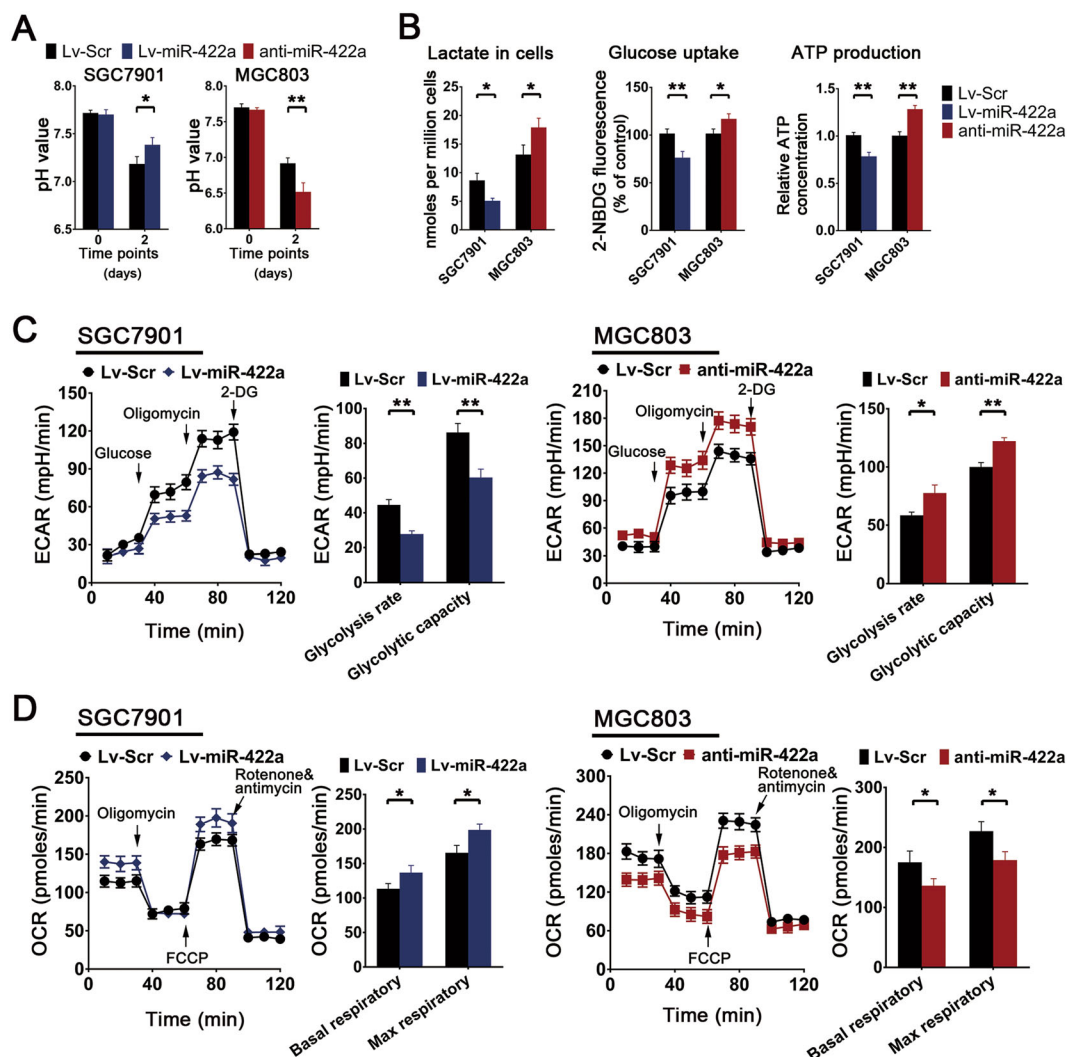 A
Lv-Scr Lv-miR-422a anti-miR-422a
SGC7901
pH value
8.0
7.5
7.0
6.5
0 2
Time points
(days)
**
*
MGC803
pH value
8.0
7.5
7.0
6.5
6.0
0 2
Time points
(days)
B
Lactate in cells
nmoles per million cells
25
20
15
10
5
0
* *
SGC7901 MGC803
Glucose uptake
2-NBDG fluorescence
(% of control)
150
100
50
0
** *
SGC7901 MGC803
ATP production
Relative ATP
concentration
1.5
1.0
0.5
0.0
** **
SGC7901 MGC803
Lv-Scr
Lv-miR-422a
anti-miR-422a
C
SGC7901
Lv-Scr Lv-miR-422a
ECAR (mpH/min)
150
120
90
60
30
0
Glucose
Oligomycin
2-DG
0 40 80 120
Time (min)
Lv-Scr Lv-miR-422a
ECAR (mpH/min)
100
80
60
40
20
0
** **
Glycolysis rate
Glycolytic capacity
MGC803
Lv-Scr anti-miR-422a
ECAR (mpH/min)
210
180
150
120
90
60
30
0
Glucose
Oligomycin
2-DG
0 40 80 120
Time (min)
Lv-Scr
anti-miR-422a
ECAR (mpH/min)
150
100
50
0
* **
Glycolysis rate
Glycolytic capacity
D
SGC7901
Lv-Scr Lv-miR-422a
OCR (pmoles/min)
250
200
150
100
50
0
Oligomycin
FCCP
Rotenone&
antimycin
0 40 80 120
Time (min)
Lv-Scr Lv-miR-422a
OCR (pmoles/min)
250
200
150
100
50
0
* *
Basal respiratory
Max respiratory
MGC803
Lv-Scr anti-miR-422a
OCR (pmoles/min)
300
240
180
120
60
0
Oligomycin
FCCP
Rotenone&
antimycin
0 40 80 120
Time (min)
Lv-Scr
anti-miR-422a
OCR (pmoles/min)
300
200
100
0
* *
Basal respiratory
Max respiratory